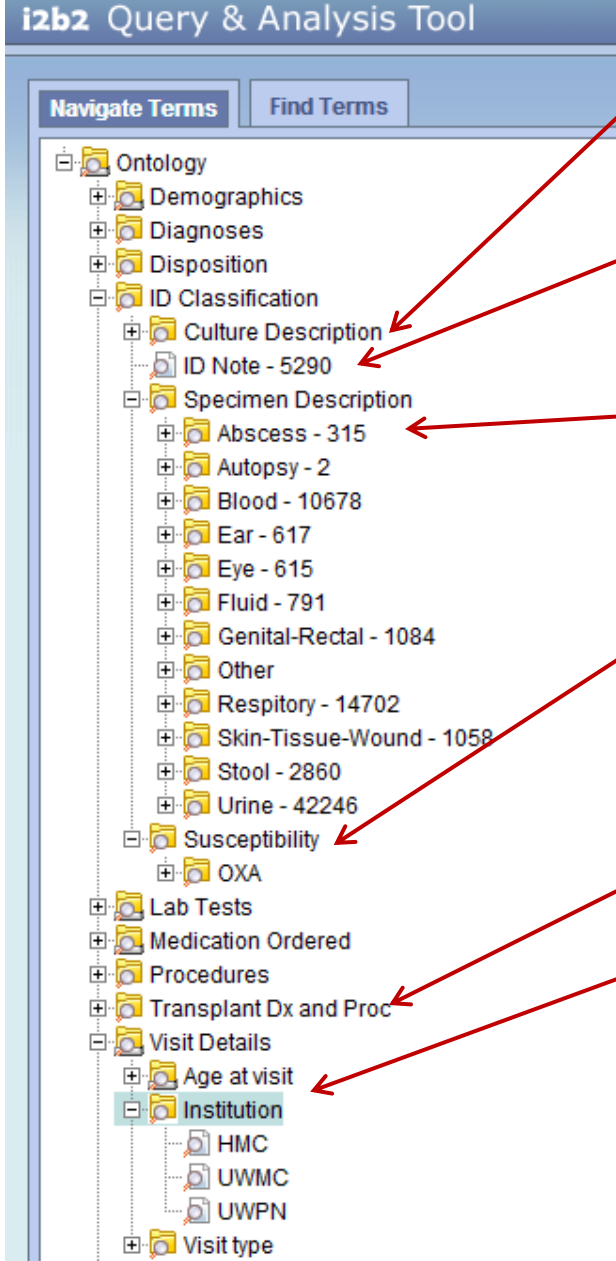 i2b2 Query & Analysis Tool
Navigate Terms Find Terms
Ontology
Demographics
Diagnoses
Disposition
ID Classification
Culture Description
ID Note - 5290
Specimen Description
Abscess - 315
Autopsy - 2
Blood - 10678
Ear - 617
Eye - 615
Fluid - 791
Genital-Rectal - 1084
Other
Respitory - 14702
Skin-Tissue-Wound - 1058
Stool - 2860
Urine - 42246
Susceptibility
OXA
Lab Tests
Medication Ordered
Procedures
Transplant Dx and Proc
Visit Details
Age at visit
Institution
HMC
UWMC
UWPN
Visit type